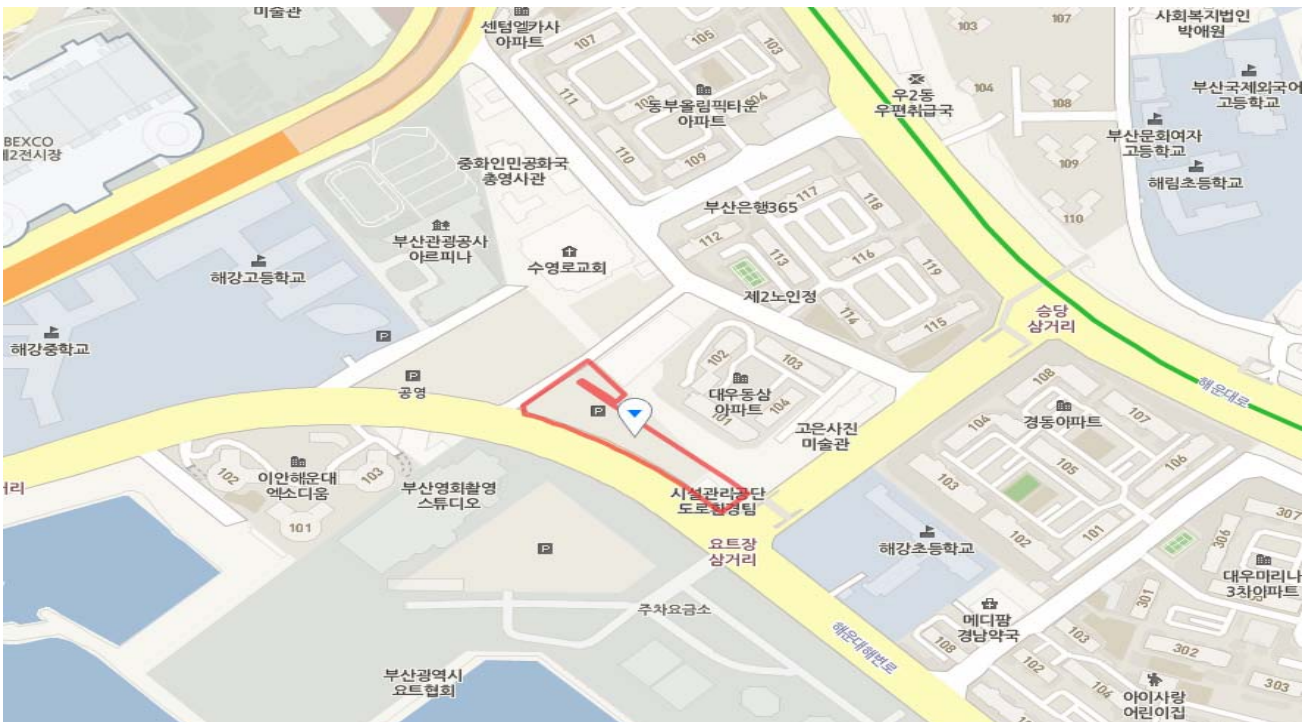 미술관
센텀엘카사
아파트
107
105
103
111
103
104
동부올림픽타운
아파트
110
109
BEXCO
제2전시장
중화인민공화국
총영사관
부산관광공사
아르피나
해강고등학교
수영로교회
해강중학교
P
P
공영
부산은행365
117
118
112
113
116
119
제2노인정
114
115
우2동
우편취급국
103
107
104
108
109
110
사회복지법인
박애원
부산국제외국어
고등학교
부산문화여자
고등학교
해림초등학교
승당
삼거리
해운대로
102
103
대우동삼
아파트
104
101
고은사진
미술관
P
시설관리공단
도로환경팀
요트장
삼거리
108
경동아파트
107
104
106
105
103
101
102
해강초등학교
307
306
대우마리나
3차아파트
301
302
303
메디팜
경남약국
103
108
102
104
아이사랑
어린이집
거리
이안해운대
엑소디움
102
103
101
부산영화촬영
스튜디오
P
주차요금소
해운대해변로
부산광역시
요트협회